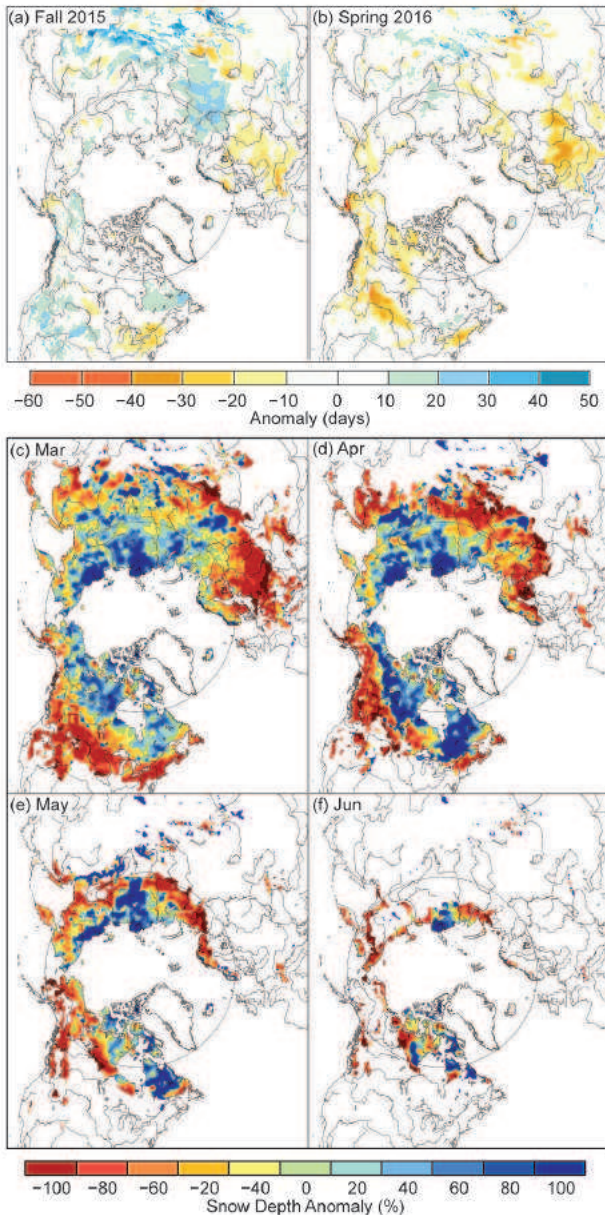 (a) Fall 2015
(b) Spring 2016
−60 −50 −40 −30 −20 −10 0 10 20 30 40 50
Anomaly (days)
(c) Mar
(d) Apr
(e) May
(f) Jun
−100 −80 −60 −20 −40 0 20 40 60 80 100
Snow Depth Anomaly (%)